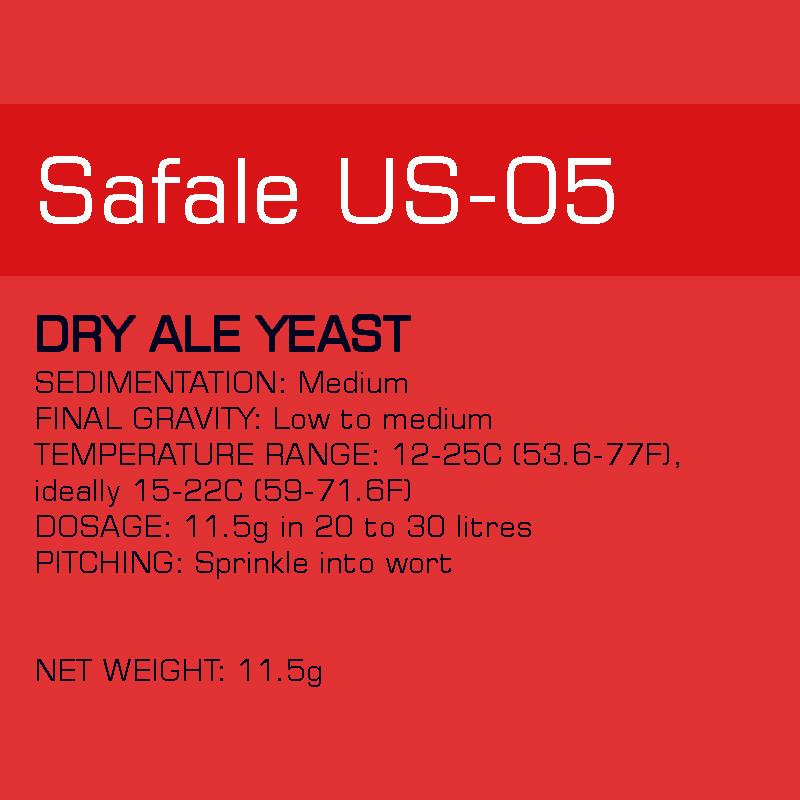 Safale US-05
DRY ALE YEAST
SEDIMENTATION: Medium
FINAL GRAVITY: Low to medium
TEMPERATURE RANGE: 12-25C (53.6-77F),
ideally 15-22C (59-71.6F)
DOSAGE: 11.5g in 20 to 30 litres
PITCHING: Sprinkle into wort
NET WEIGHT: 11.5g